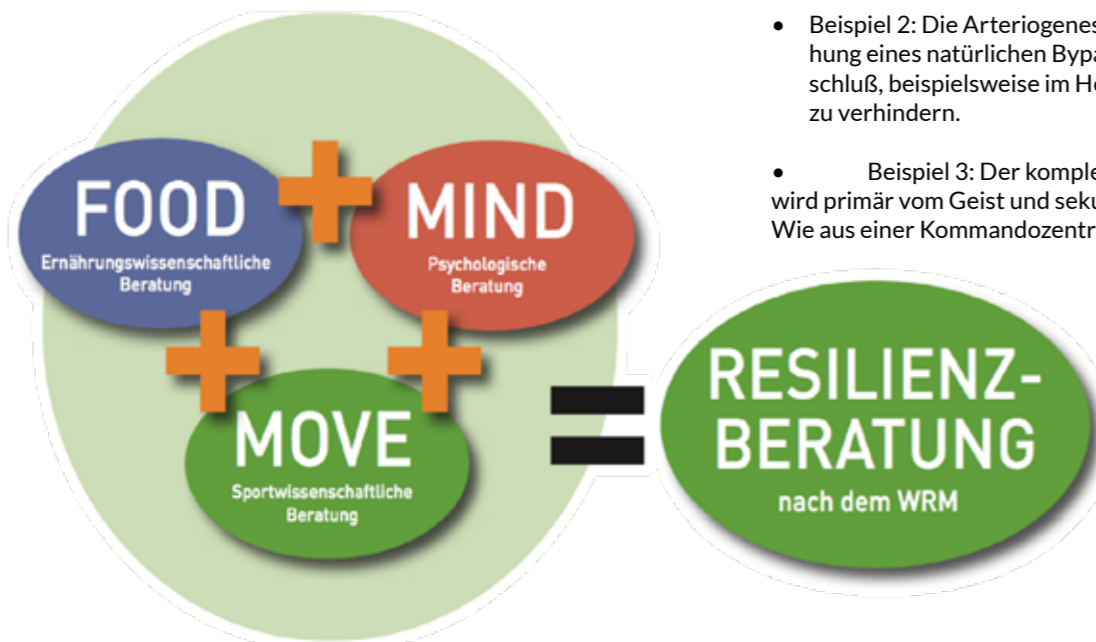 • Beispiel 2: Die Arteriogenes
hung eines natürlichen Bypa
schluß, beispielsweise im He
zu verhindern.
• Beispiel 3: Der komple
wird primär vom Geist und seku
Wie aus einer Kommandozentr
FOOD
Ernährungswissenschaftliche
Beratung
+
MIND
Psychologische
Beratung
+
+
MOVE
Sportwissenschaftliche
Beratung
=
RESILIENZ-
BERATUNG
nach dem WRM